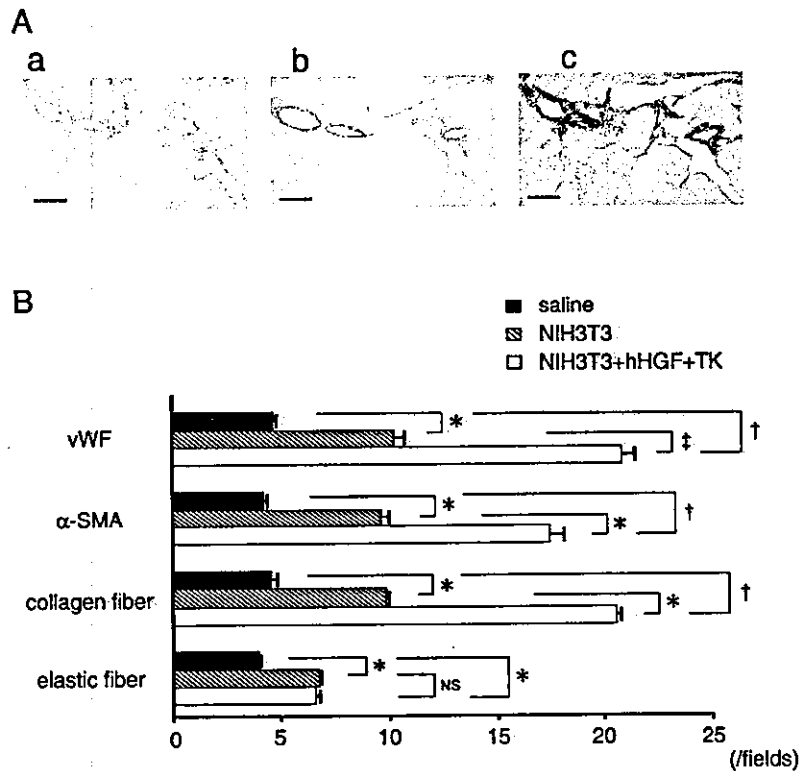 A
a b c
B
saline
NIH3T3
NIH3T3+hHGF+TK
vWF
* ‡ †
α-SMA
* * †
collagen fiber
* * †
elastic fiber
* NS *
0 5 10 15 20 25
(/fields)